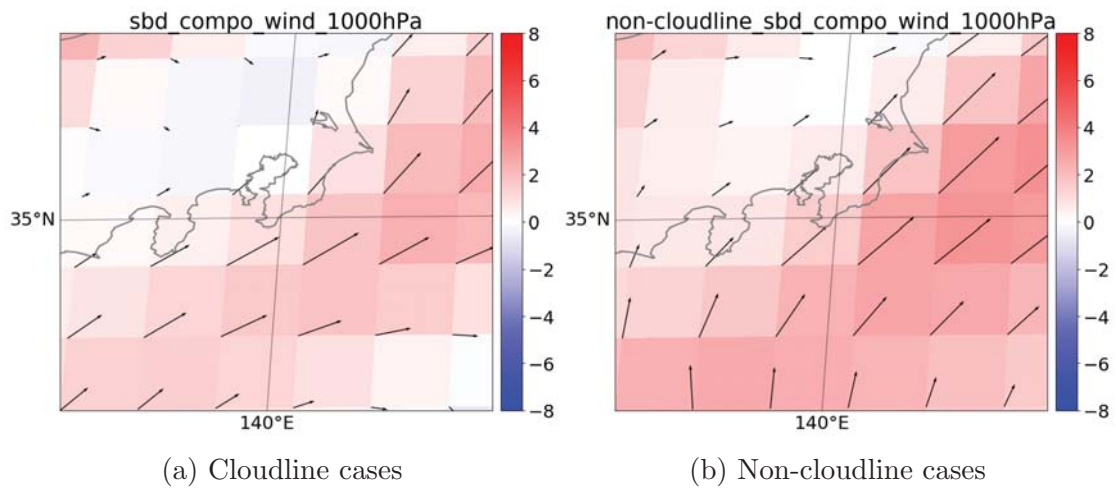 sbd_compo_wind_1000hPa
non-cloudline_sbd_compo_wind_1000hPa
8
6
4
2
0
−2
−4
−6
−8
35°N
140°E
8
6
4
2
0
−2
−4
−6
−8
35°N
140°E
(a) Cloudline cases
(b) Non-cloudline cases